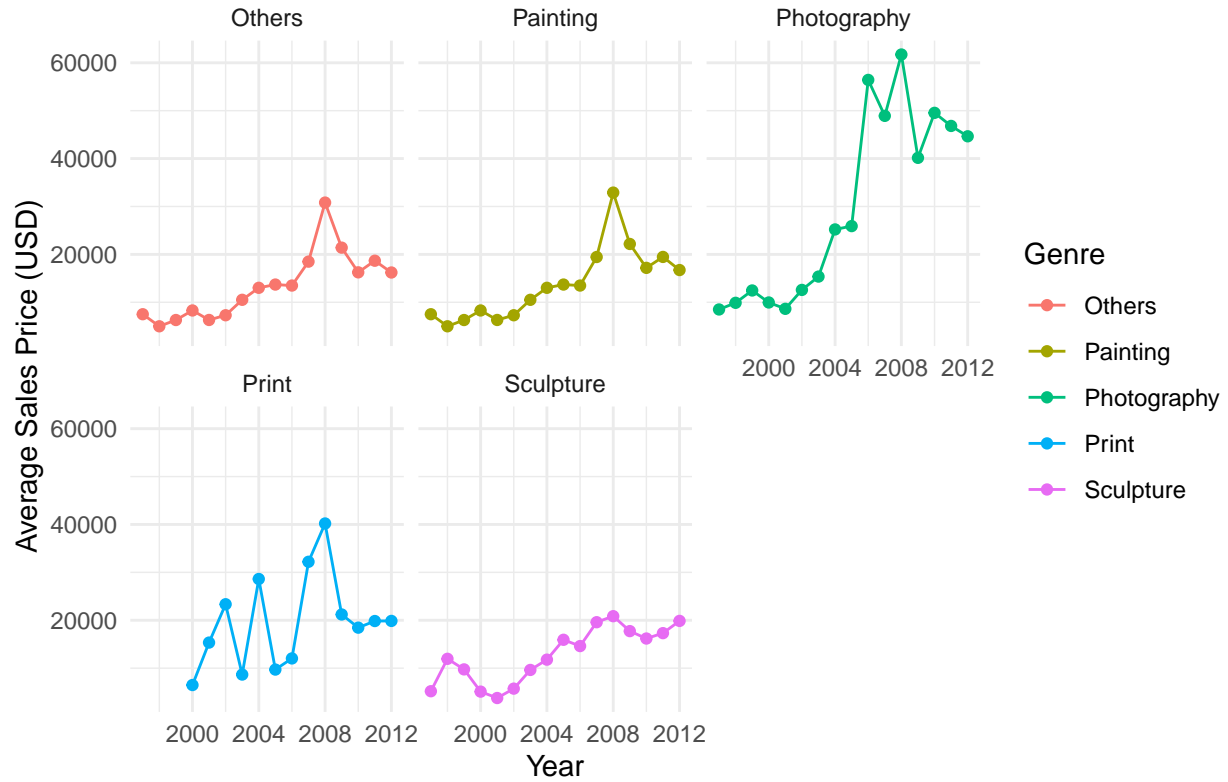 Others
Painting
Photography
60000
40000
20000
2000 2004 2008 2012
Print
Sculpture
60000
40000
20000
2000 2004 2008 2012
2000 2004 2008 2012
Year
Average Sales Price (USD)
Genre
Others
Painting
Photography
Print
Sculpture